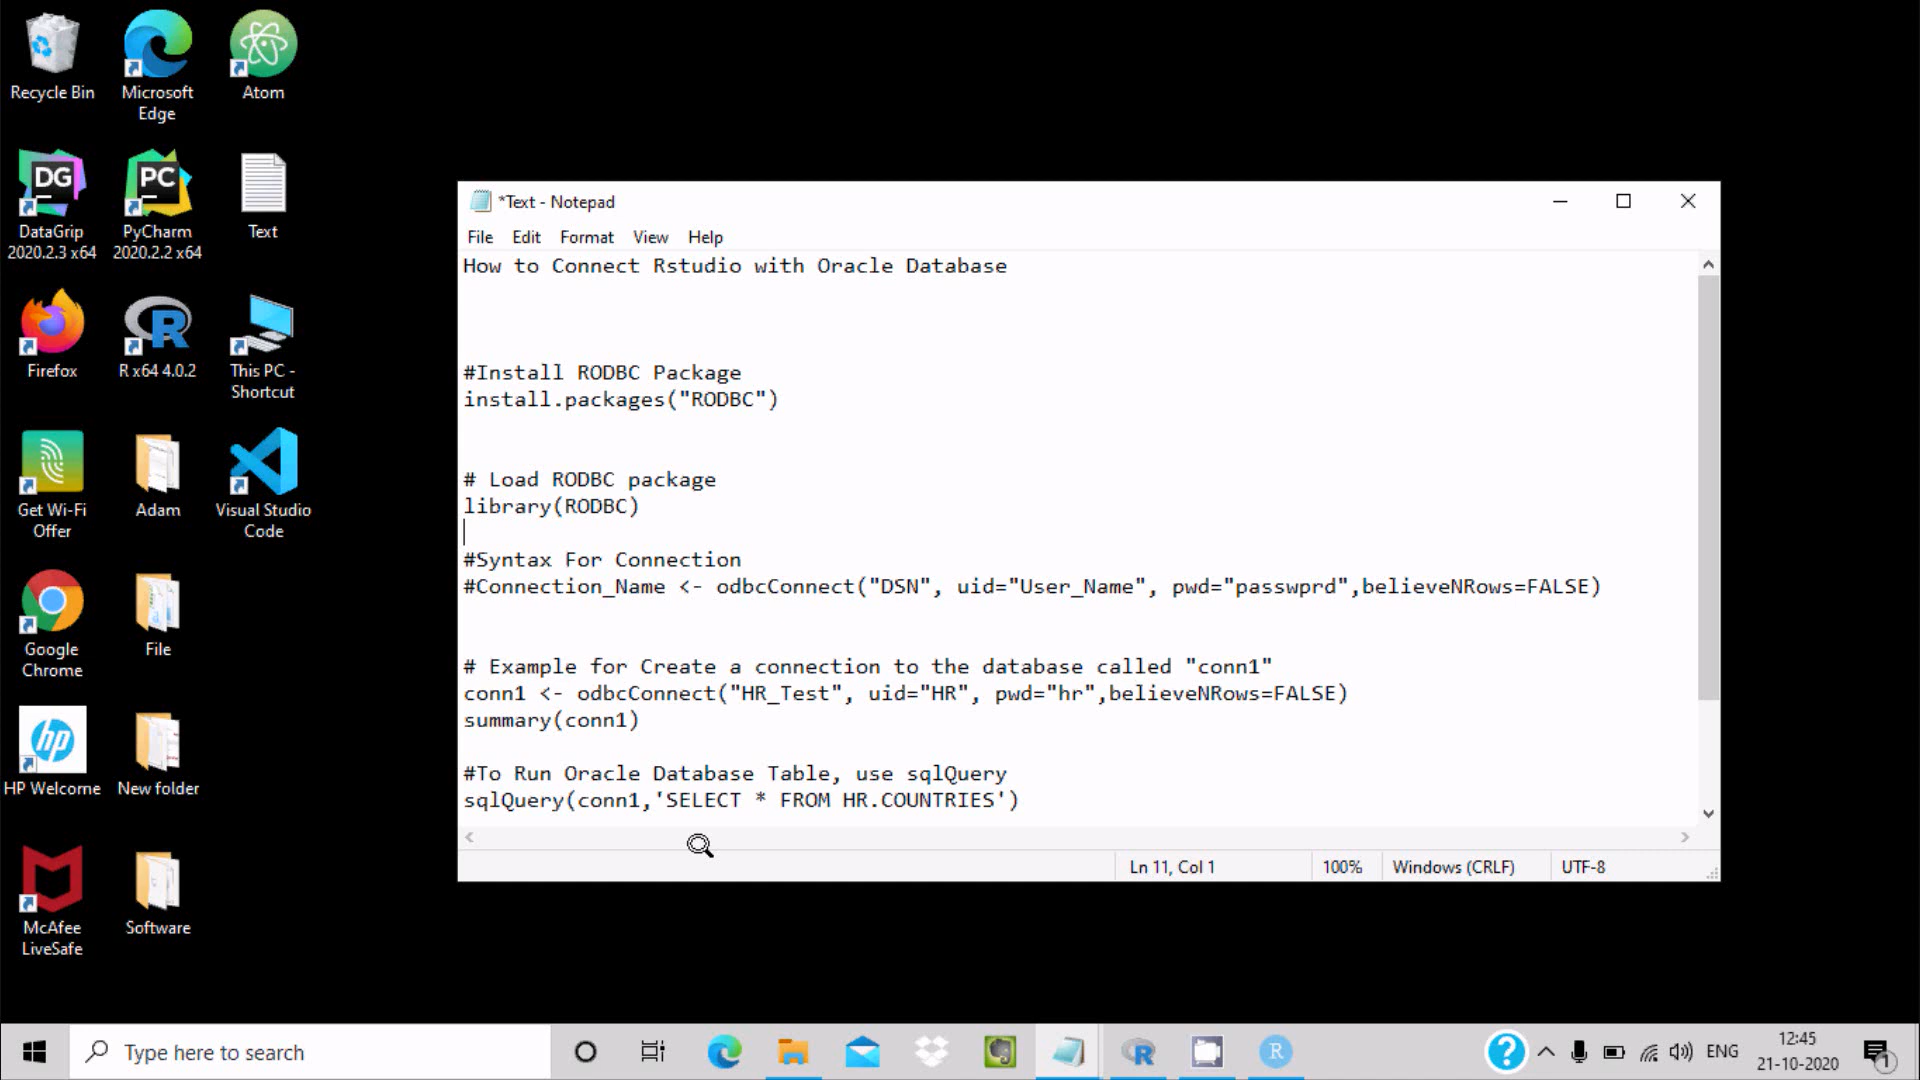 Recycle Bin
Microsoft
Edge
Atom
DG
DataGrip
2020.2.3 x64
PC
PyCharm
2020.2.2 x64
Text
Firefox
R x64 4.0.2
This PC -
Shortcut
Get Wi-Fi
Offer
Adam
Visual Studio
Code
Google
Chrome
File
hp
HP Welcome
New folder
McAfee
LiveSafe
Software
*Text - Notepad
File Edit Format View Help
How to Connect Rstudio with Oracle Database
#Install RODBC Package
install.packages("RODBC")
# Load RODBC package
library(RODBC)
#Syntax For Connection
#Connection_Name <- odbcConnect("DSN", uid="User_Name", pwd="passwprd",believeNRows=FALSE)
# Example for Create a connection to the database called "conn1"
conn1 <- odbcConnect("HR_Test", uid="HR", pwd="hr",believeNRows=FALSE)
summary(conn1)
#To Run Oracle Database Table, use sqlQuery
sqlQuery(conn1,'SELECT * FROM HR.COUNTRIES')
Ln 11, Col 1 100% Windows (CRLF) UTF-8
Type here to search
R
R
?
ENG
12:45
21-10-2020
1